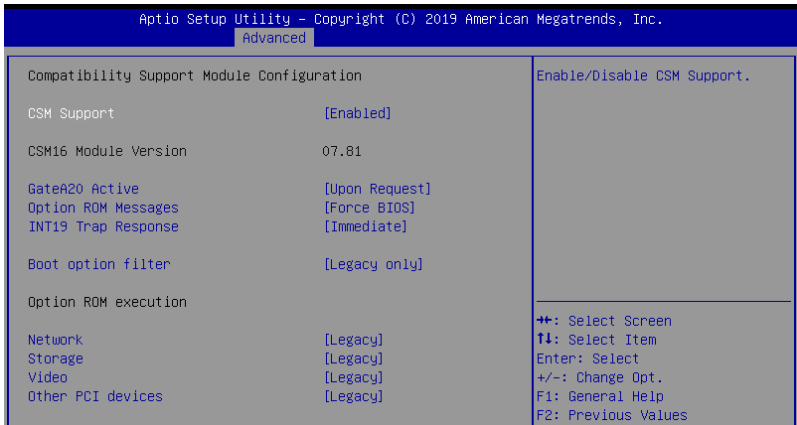 Aptio Setup Utility – Copyright (C) 2019 American Megatrends, Inc.
Advanced
Compatibility Support Module Configuration
CSM Support [Enabled]
CSM16 Module Version 07.81
GateA20 Active [Upon Request]
Option ROM Messages [Force BIOS]
INT19 Trap Response [Immediate]
Boot option filter [Legacy only]
Option ROM execution
Network [Legacy]
Storage [Legacy]
Video [Legacy]
Other PCI devices [Legacy]
Enable/Disable CSM Support.
→←: Select Screen
↑↓: Select Item
Enter: Select
+/-: Change Opt.
F1: General Help
F2: Previous Values